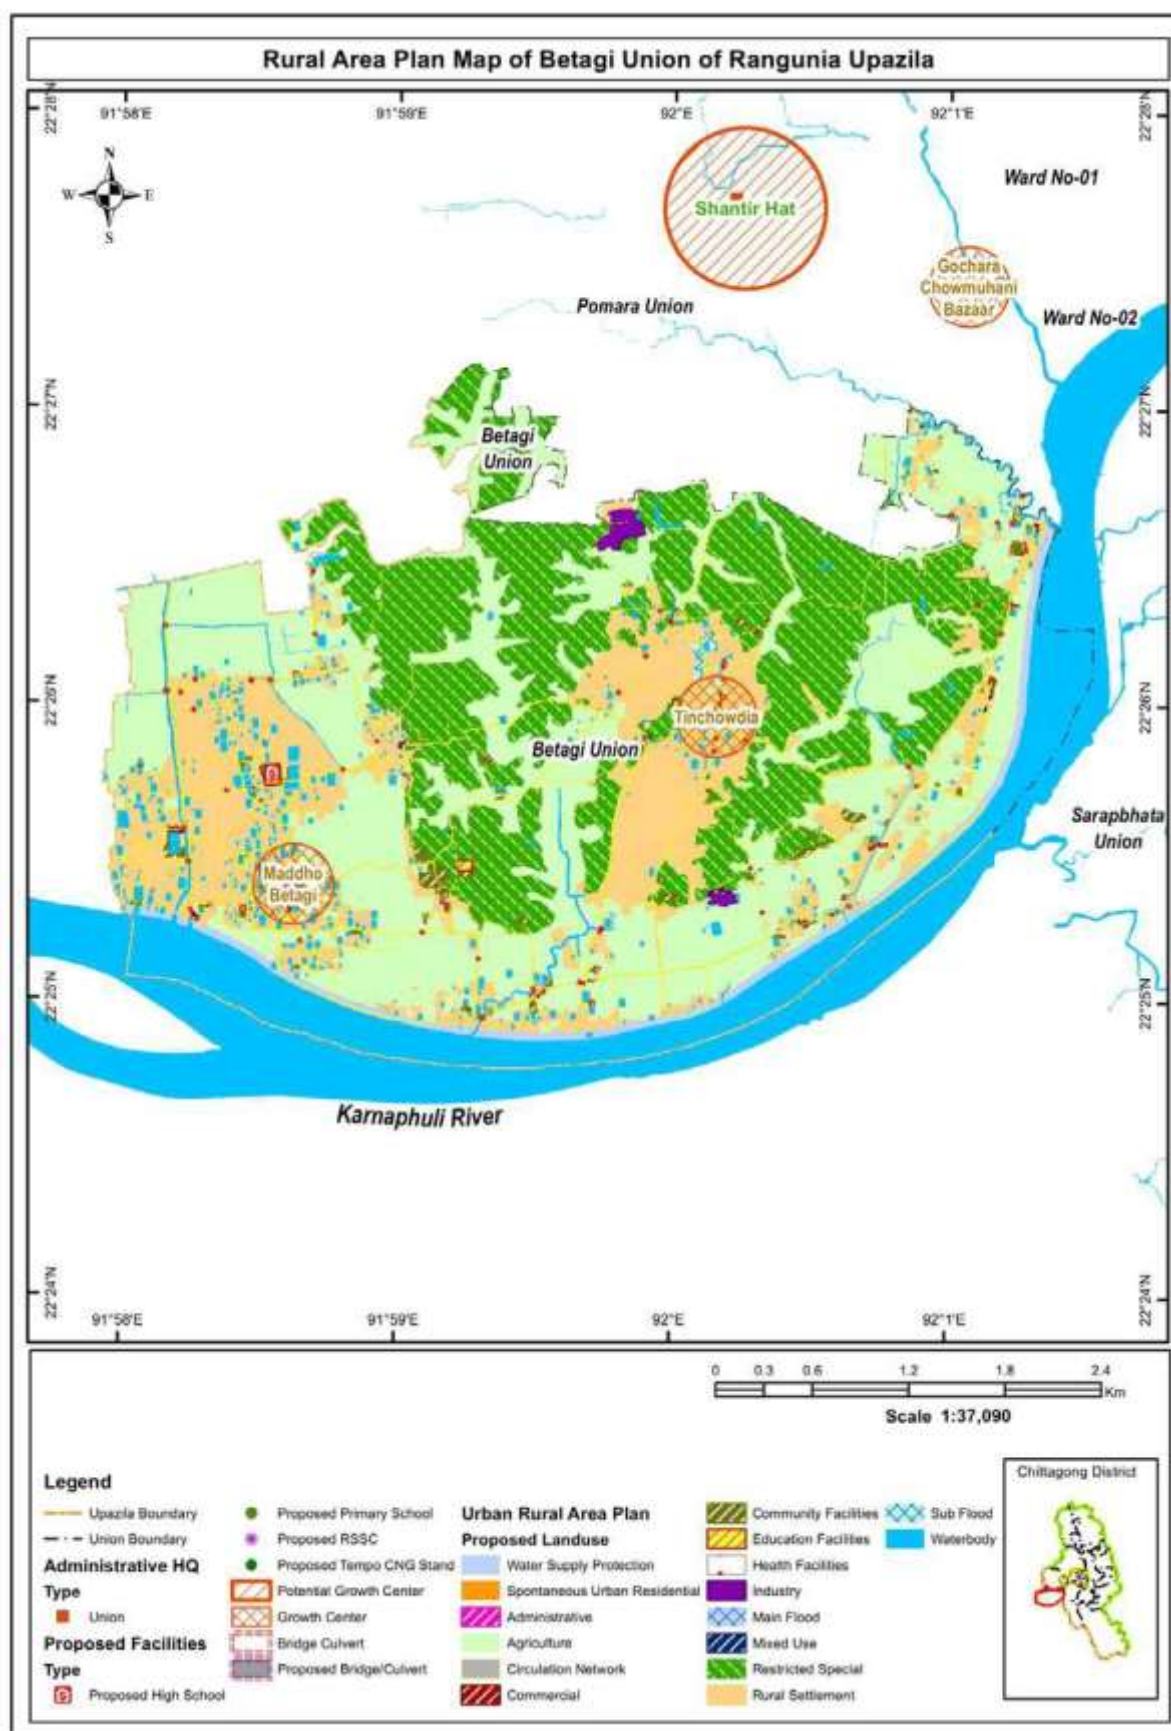 Rural Area Plan Map of Betagi Union of Rangunia Upazila
91°58'E
91°59'E
92°E
92°1'E
22°28'N
22°28'N
N
W
E
S
Ward No-01
Shantir Hat
Gochara
Chowmuhani
Bazaar
Pomara Union
Ward No-02
22°27'N
22°27'N
Betagi
Union
22°26'N
22°26'N
Tinchowdia
Betagi Union
Sarapbhata
Union
Maddho
Betagi
22°25'N
22°25'N
Karnaphuli River
22°24'N
22°24'N
91°58'E
91°59'E
92°E
92°1'E
0 0.3 0.6 1.2 1.8 2.4
Km
Scale 1:37,090
Legend
Upazila Boundary
Union Boundary
Administrative HQ
Type
Union
Proposed Facilities
Type
Proposed High School
Proposed Primary School
Proposed RSSC
Proposed Tempo CNG Stand
Potential Growth Center
Growth Center
Bridge Culvert
Proposed Bridge/Culvert
Urban Rural Area Plan
Proposed Landuse
Water Supply Protection
Spontaneous Urban Residential
Administrative
Agriculture
Circulation Network
Commercial
Community Facilities
Education Facilities
Health Facilities
Industry
Main Flood
Mixed Use
Restricted Special
Rural Settlement
Sub Flood
Waterbody
Chittagong District